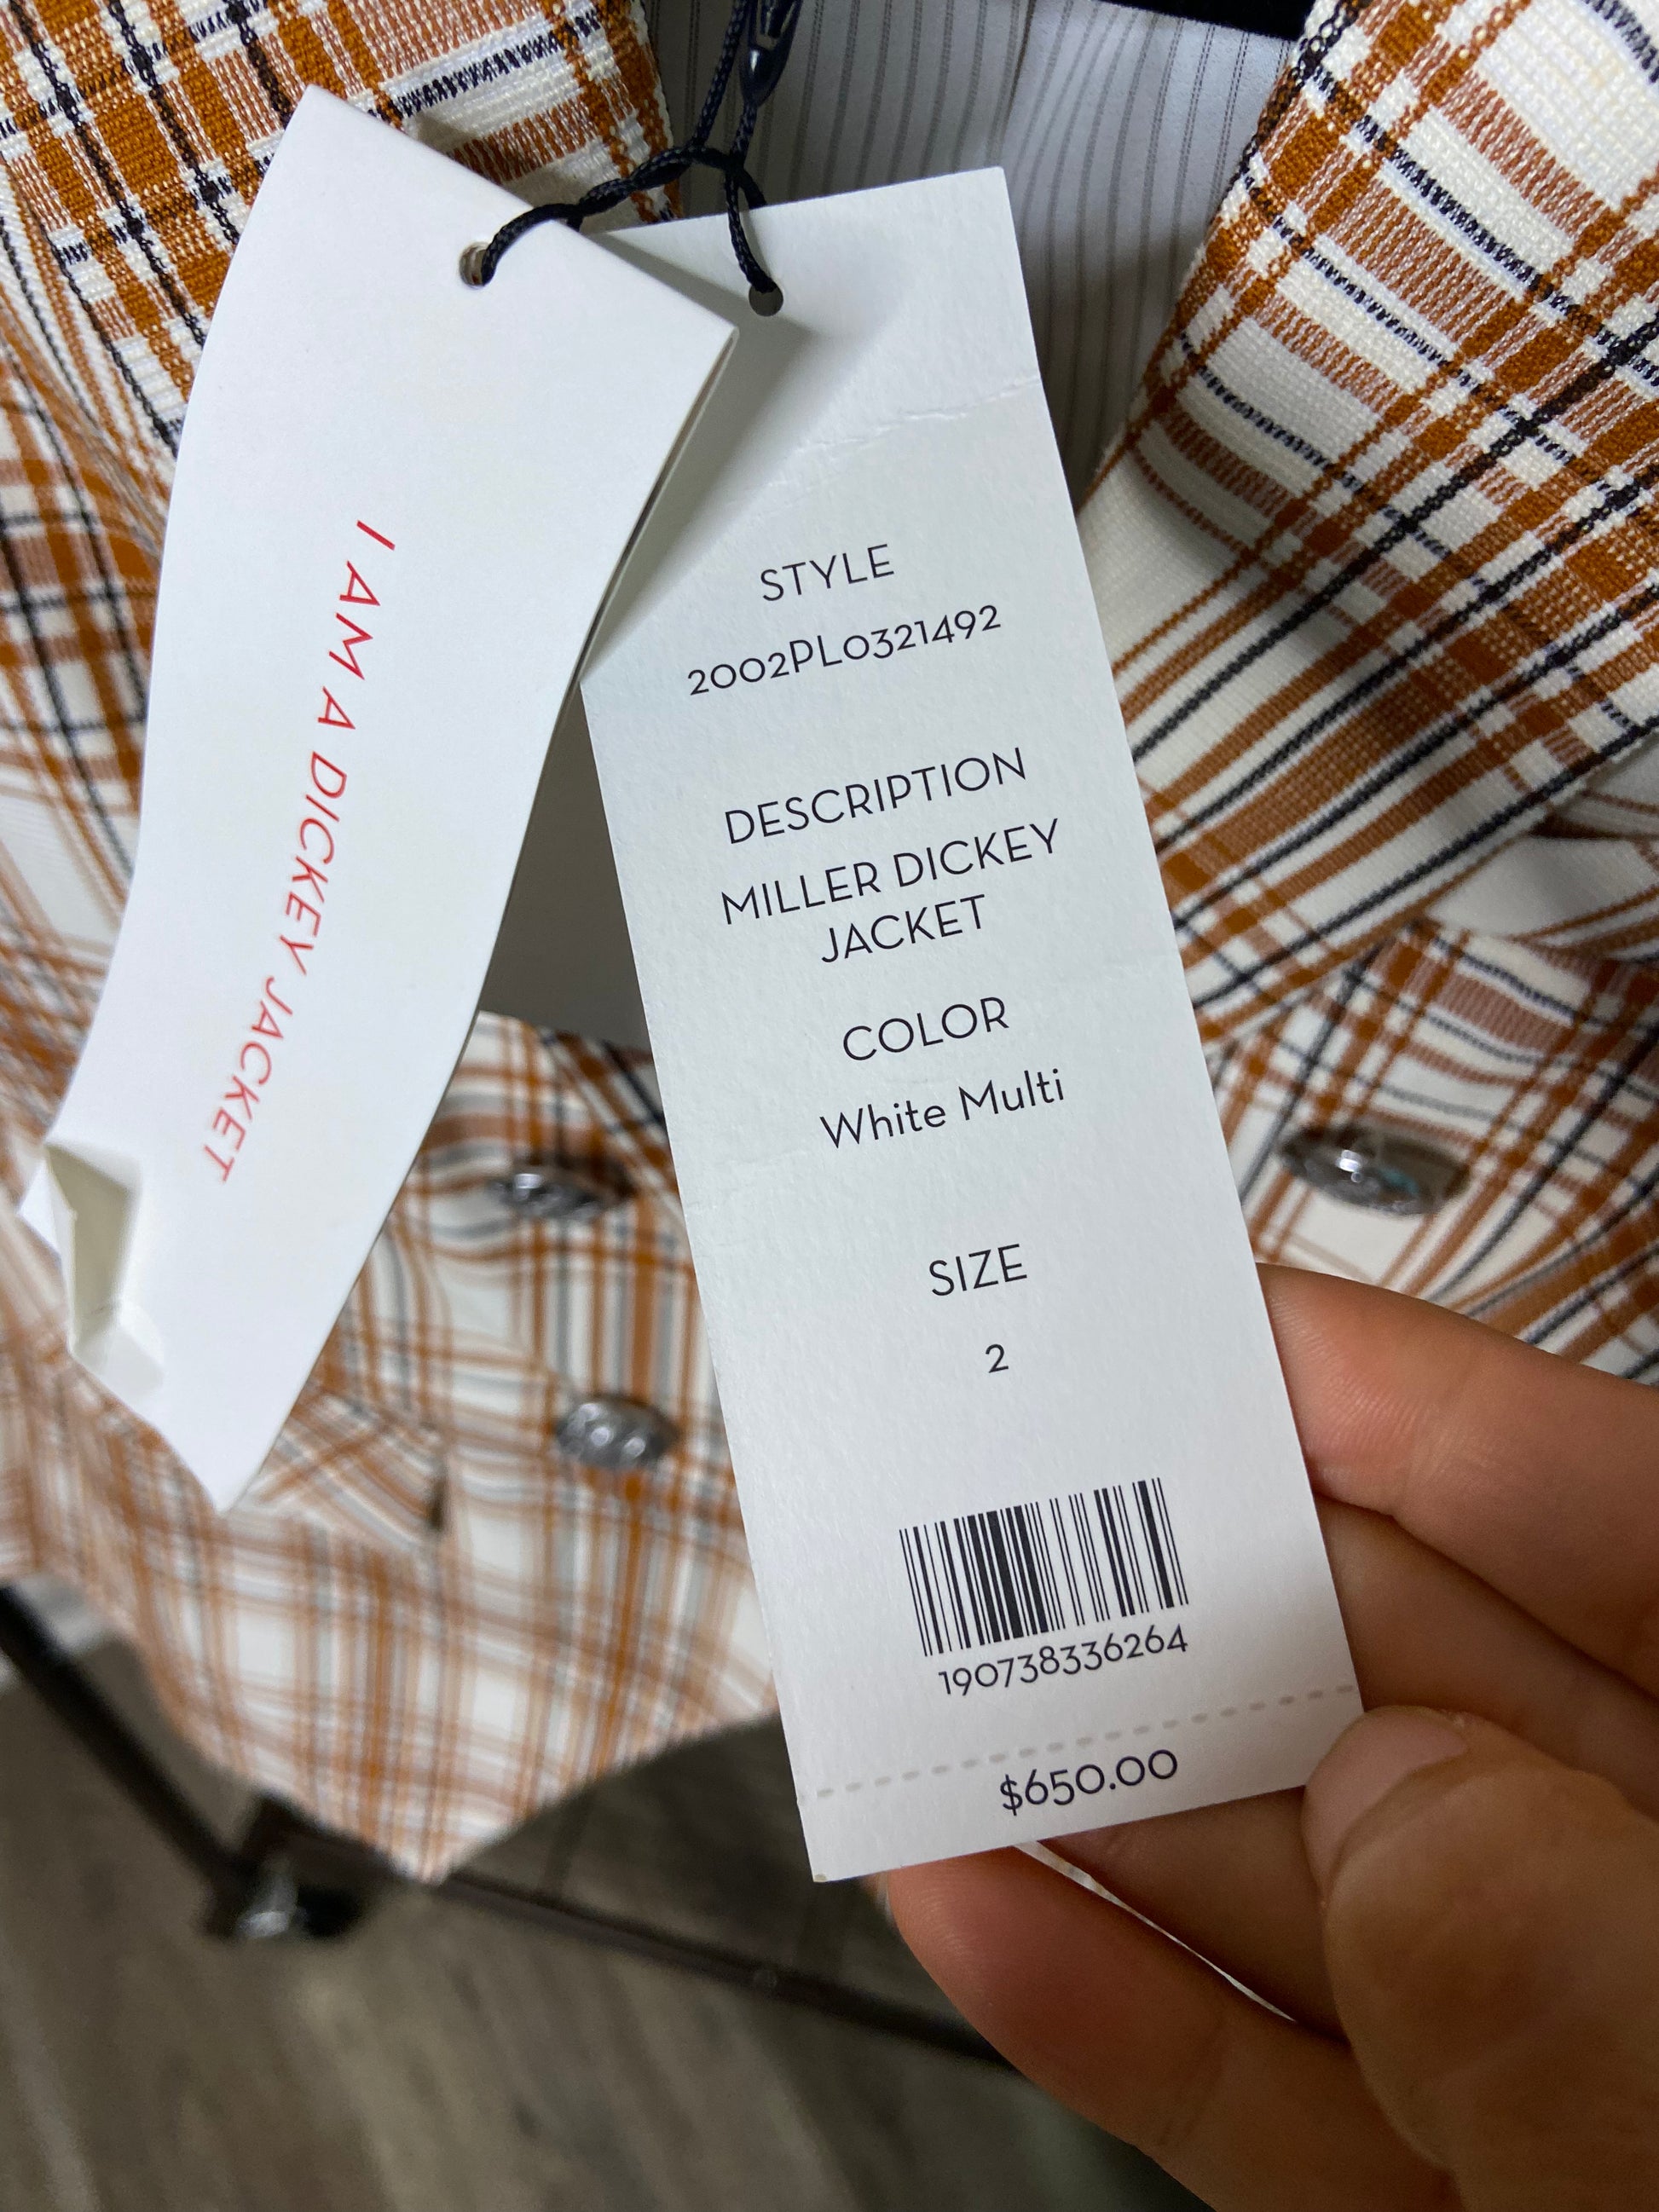 I AM A DICKEY JACKET
STYLE
2002PL0321492
DESCRIPTION
MILLER DICKEY
JACKET
COLOR
White Multi
SIZE
2
190738336264
$650.00